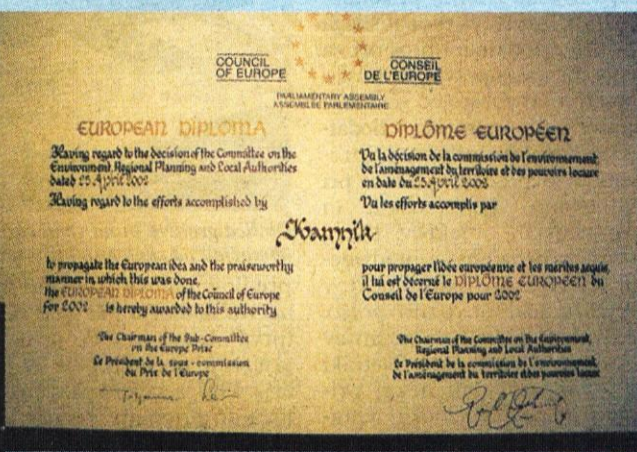 COUNCIL
OF EUROPE
CONSEIL
DE L'EUROPE
PARLIAMENTARY ASSEMBLY
ASSEMBLÉE PARLEMENTAIRE
EUROPEAN DIPLOMA
Having regard to the decision of the Committee on the
Environment, Regional Planning and Local Authorities
dated 25. April 2002
Having regard to the efforts accomplished by
DIPLÔME EUROPÉEN
Vu la décision de la commission de l'environnement,
de l'aménagement du territoire et des pouvoirs locaux
en date du 25. April 2002
Vu les efforts accomplis par
to propagate the European idea and the praiseworthy
manner in which this was done,
the EUROPEAN DIPLOMA of the Council of Europe
for 2002 is hereby awarded to this authority
pour propager l'idée européenne et les mérites acquis,
il lui est décerné le DIPLÔME EUROPÉEN du
Conseil de l'Europe pour 2002
The Chairman of the Sub-Committee
on the Europe Prize
Le Président de la sous-commission
du Prix de l'Europe
The Chairman of the Committee on the Environment,
Regional Planning and Local Authorities
Le Président de la commission de l'environnement,
de l'aménagement du territoire et des pouvoirs locaux